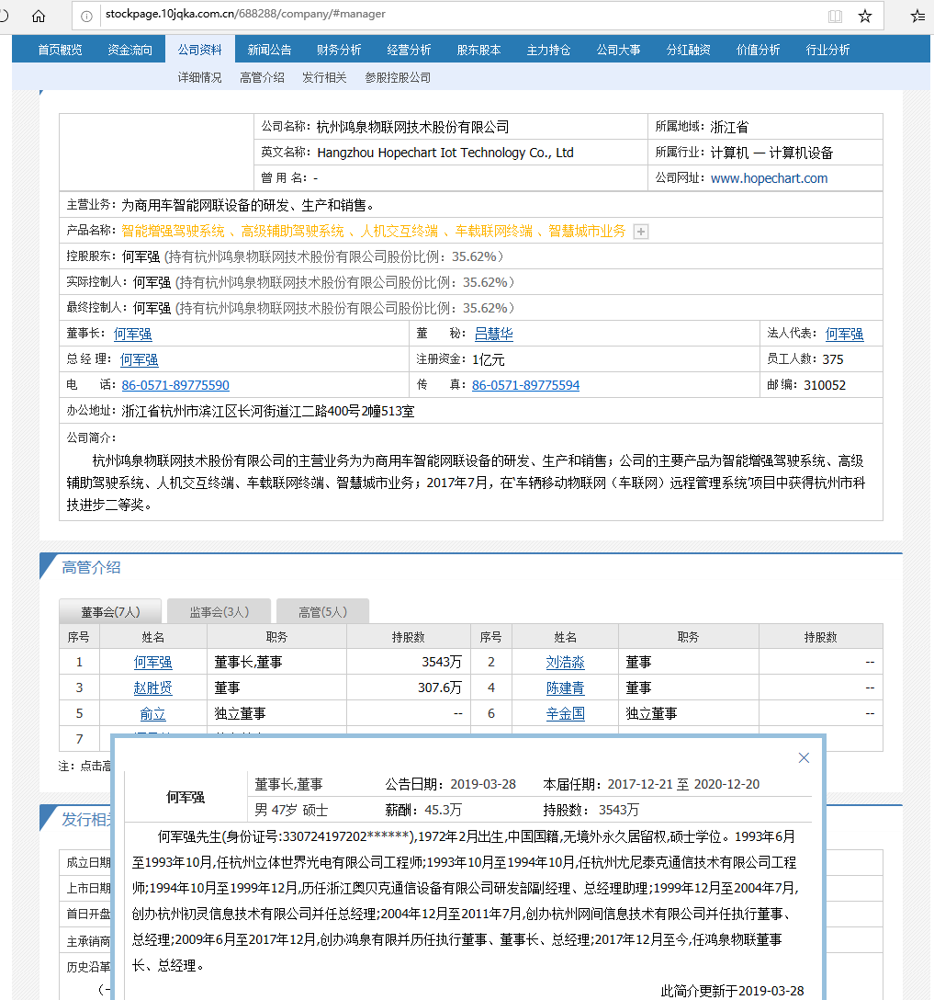 stockpage.10jqka.com.cn/688288/company/#manager
首页概览 资金流向 公司资料 新闻公告 财务分析 经营分析 股东股本 主力持仓 公司大事 分红融资 价值分析 行业分析
详细情况 高管介绍 发行相关 参股控股公司
公司名称： 杭州鸿泉物联网技术股份有限公司 所属地域： 浙江省
英文名称： Hangzhou Hopechart Iot Technology Co., Ltd 所属行业： 计算机 — 计算机设备
曾 用 名： - 公司网址： www.hopechart.com
主营业务： 为商用车智能网联设备的研发、生产和销售。
产品名称： 智能增强驾驶系统 、高级辅助驾驶系统 、人机交互终端 、车载联网终端 、智慧城市业务 +
控股股东： 何军强 (持有杭州鸿泉物联网技术股份有限公司股份比例：35.62%）
实际控制人： 何军强 (持有杭州鸿泉物联网技术股份有限公司股份比例：35.62%）
最终控制人： 何军强 (持有杭州鸿泉物联网技术股份有限公司股份比例：35.62%）
董事长： 何军强 董 秘： 吕慧华 法人代表： 何军强
总 经 理： 何军强 注册资金： 1亿元 员工人数： 375
电 话： 86-0571-89775590 传 真： 86-0571-89775594 邮 编： 310052
办公地址： 浙江省杭州市滨江区长河街道江二路400号2幢513室
公司简介：
杭州鸿泉物联网技术股份有限公司的主营业务为为商用车智能网联设备的研发、生产和销售；公司的主要产品为智能增强驾驶系统、高级
辅助驾驶系统、人机交互终端、车载联网终端、智慧城市业务；2017年7月，在'车辆移动物联网（车联网）远程管理系统'项目中获得杭州市科
技进步二等奖。
高管介绍
董事会(7人) 监事会(3人) 高管(5人)
序号 姓名 职务 持股数 序号 姓名 职务 持股数
1 何军强 董事长,董事 3543万 2 刘浩淼 董事 --
3 赵胜贤 董事 307.6万 4 陈建青 董事 --
5 俞立 独立董事 -- 6 辛金国 独立董事 --
7
注：点击高
何军强 董事长,董事 公告日期：2019-03-28 本届任期：2017-12-21 至 2020-12-20
男 47岁 硕士 薪酬：45.3万 持股数： 3543万
何军强先生(身份证号:330724197202******),1972年2月出生,中国国籍,无境外永久居留权,硕士学位。1993年6月
至1993年10月,任杭州立体世界光电有限公司工程师;1993年10月至1994年10月,任杭州尤尼泰克通信技术有限公司工程
师;1994年10月至1999年12月,历任浙江奥贝克通信设备有限公司研发部副经理、总经理助理;1999年12月至2004年7月,
创办杭州初灵信息技术有限公司并任总经理;2004年12月至2011年7月,创办杭州网间信息技术有限公司并任执行董事、
总经理;2009年6月至2017年12月,创办鸿泉有限并历任执行董事、董事长、总经理;2017年12月至今,任鸿泉物联董事
长、总经理。
此简介更新于2019-03-28
发行相关
成立日期
上市日期
首日开盘
主承销商
历史沿革
（一